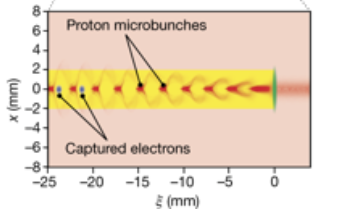 8
6
4
2
0
−2
−4
−6
−8
x (mm)
Proton microbunches
Captured electrons
−25 −20 −15 −10 −5 0
ξ (mm)